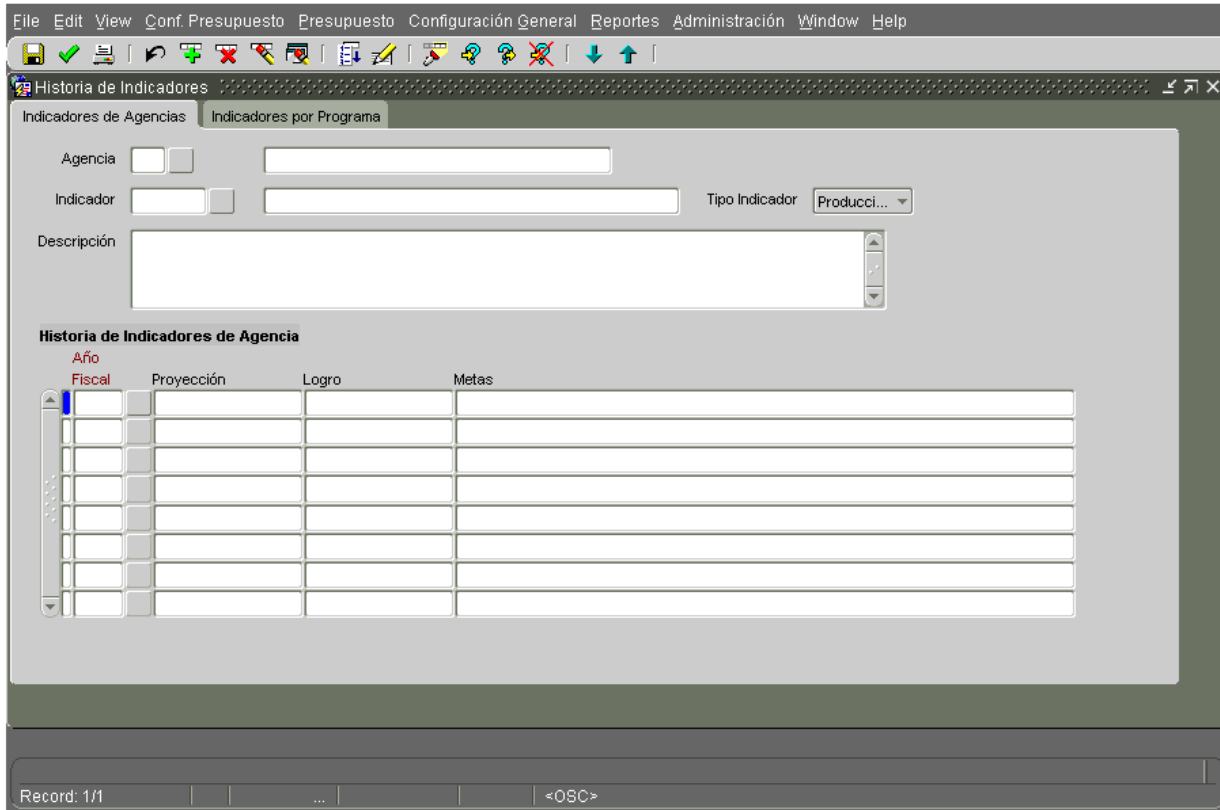 File Edit View Conf. Presupuesto Presupuesto Configuración General Reportes Administración Window Help
Historia de Indicadores
Indicadores de Agencias Indicadores por Programa
Agencia
Indicador Tipo Indicador Producci...
Descripción
Historia de Indicadores de Agencia
Año
Fiscal Proyección Logro Metas
Record: 1/1 ... <OSC>